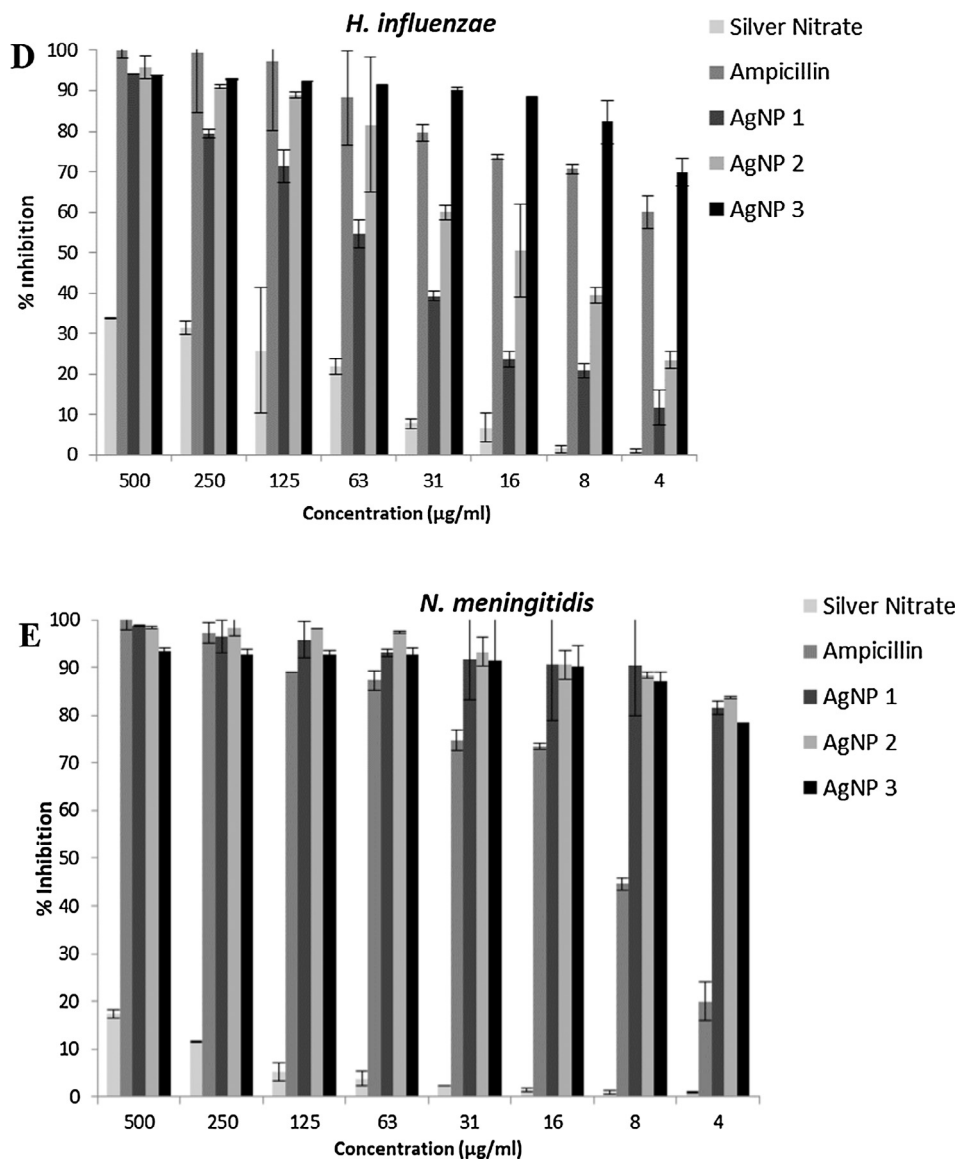 D
H. influenzae
Silver Nitrate
Ampicillin
AgNP 1
AgNP 2
AgNP 3
% Inhibition
100
90
80
70
60
50
40
30
20
10
0
500 250 125 63 31 16 8 4
Concentration (µg/ml)
E
N. meningitidis
Silver Nitrate
Ampicillin
AgNP 1
AgNP 2
AgNP 3
% Inhibition
100
90
80
70
60
50
40
30
20
10
0
500 250 125 63 31 16 8 4
Concentration (µg/ml)